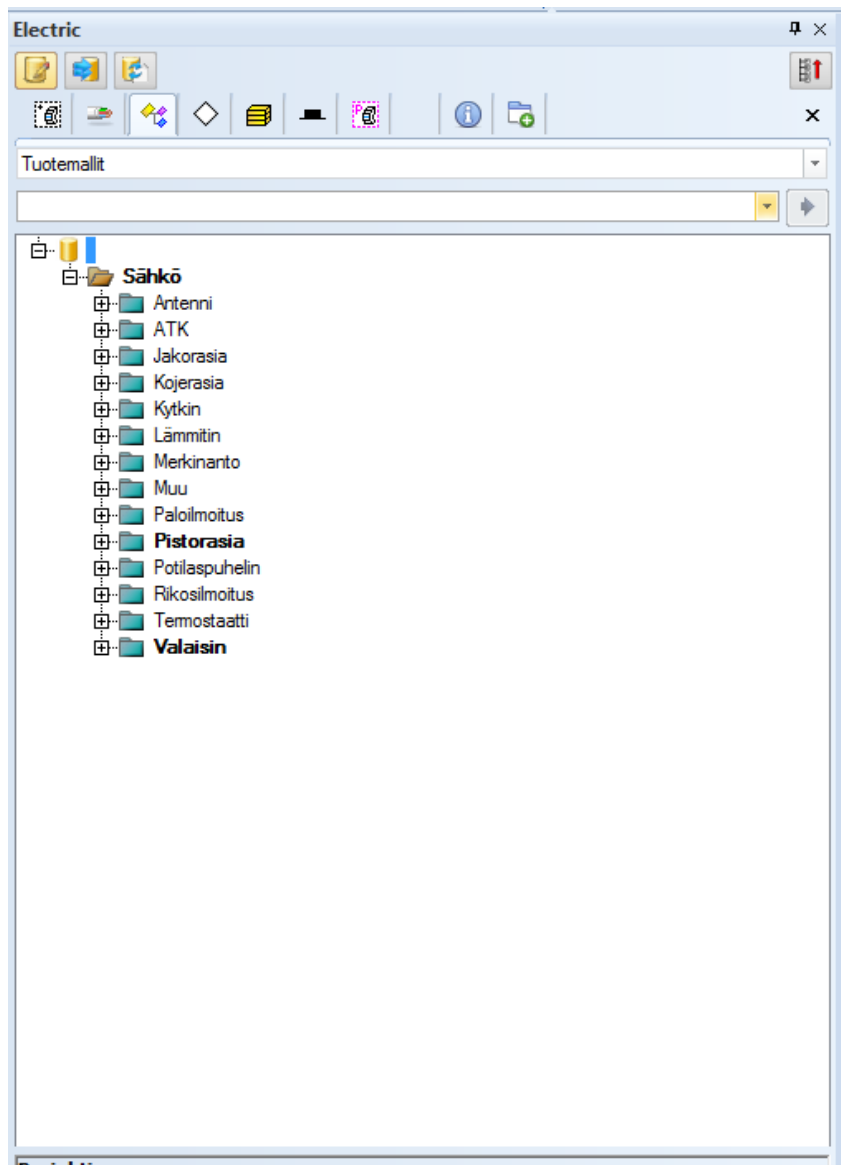 Electric
Tuotemallit
Sähkö
Antenni
ATK
Jakorasia
Kojerasia
Kytkin
Lämmitin
Merkinanto
Muu
Paloilmoitus
Pistorasia
Potilaspuhelin
Rikosilmoitus
Termostaatti
Valaisin